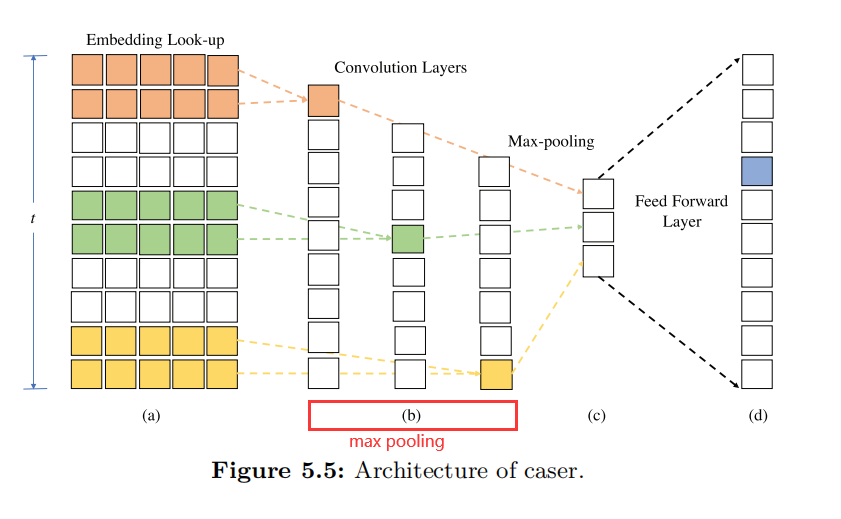 Embedding Look-up
Convolution Layers
Max-pooling
Feed Forward
Layer
t
(a)
(b)
(c)
(d)
max pooling
Figure 5.5: Architecture of caser.